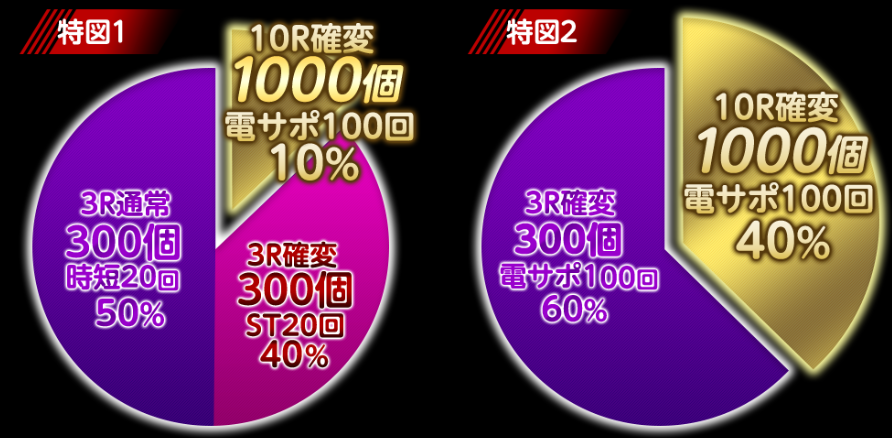 特図1
10R確変
1000個
電サポ100回
10%
3R通常
300個
時短20回
50%
3R確変
300個
ST20回
40%
特図2
10R確変
1000個
電サポ100回
40%
3R確変
300個
電サポ100回
60%